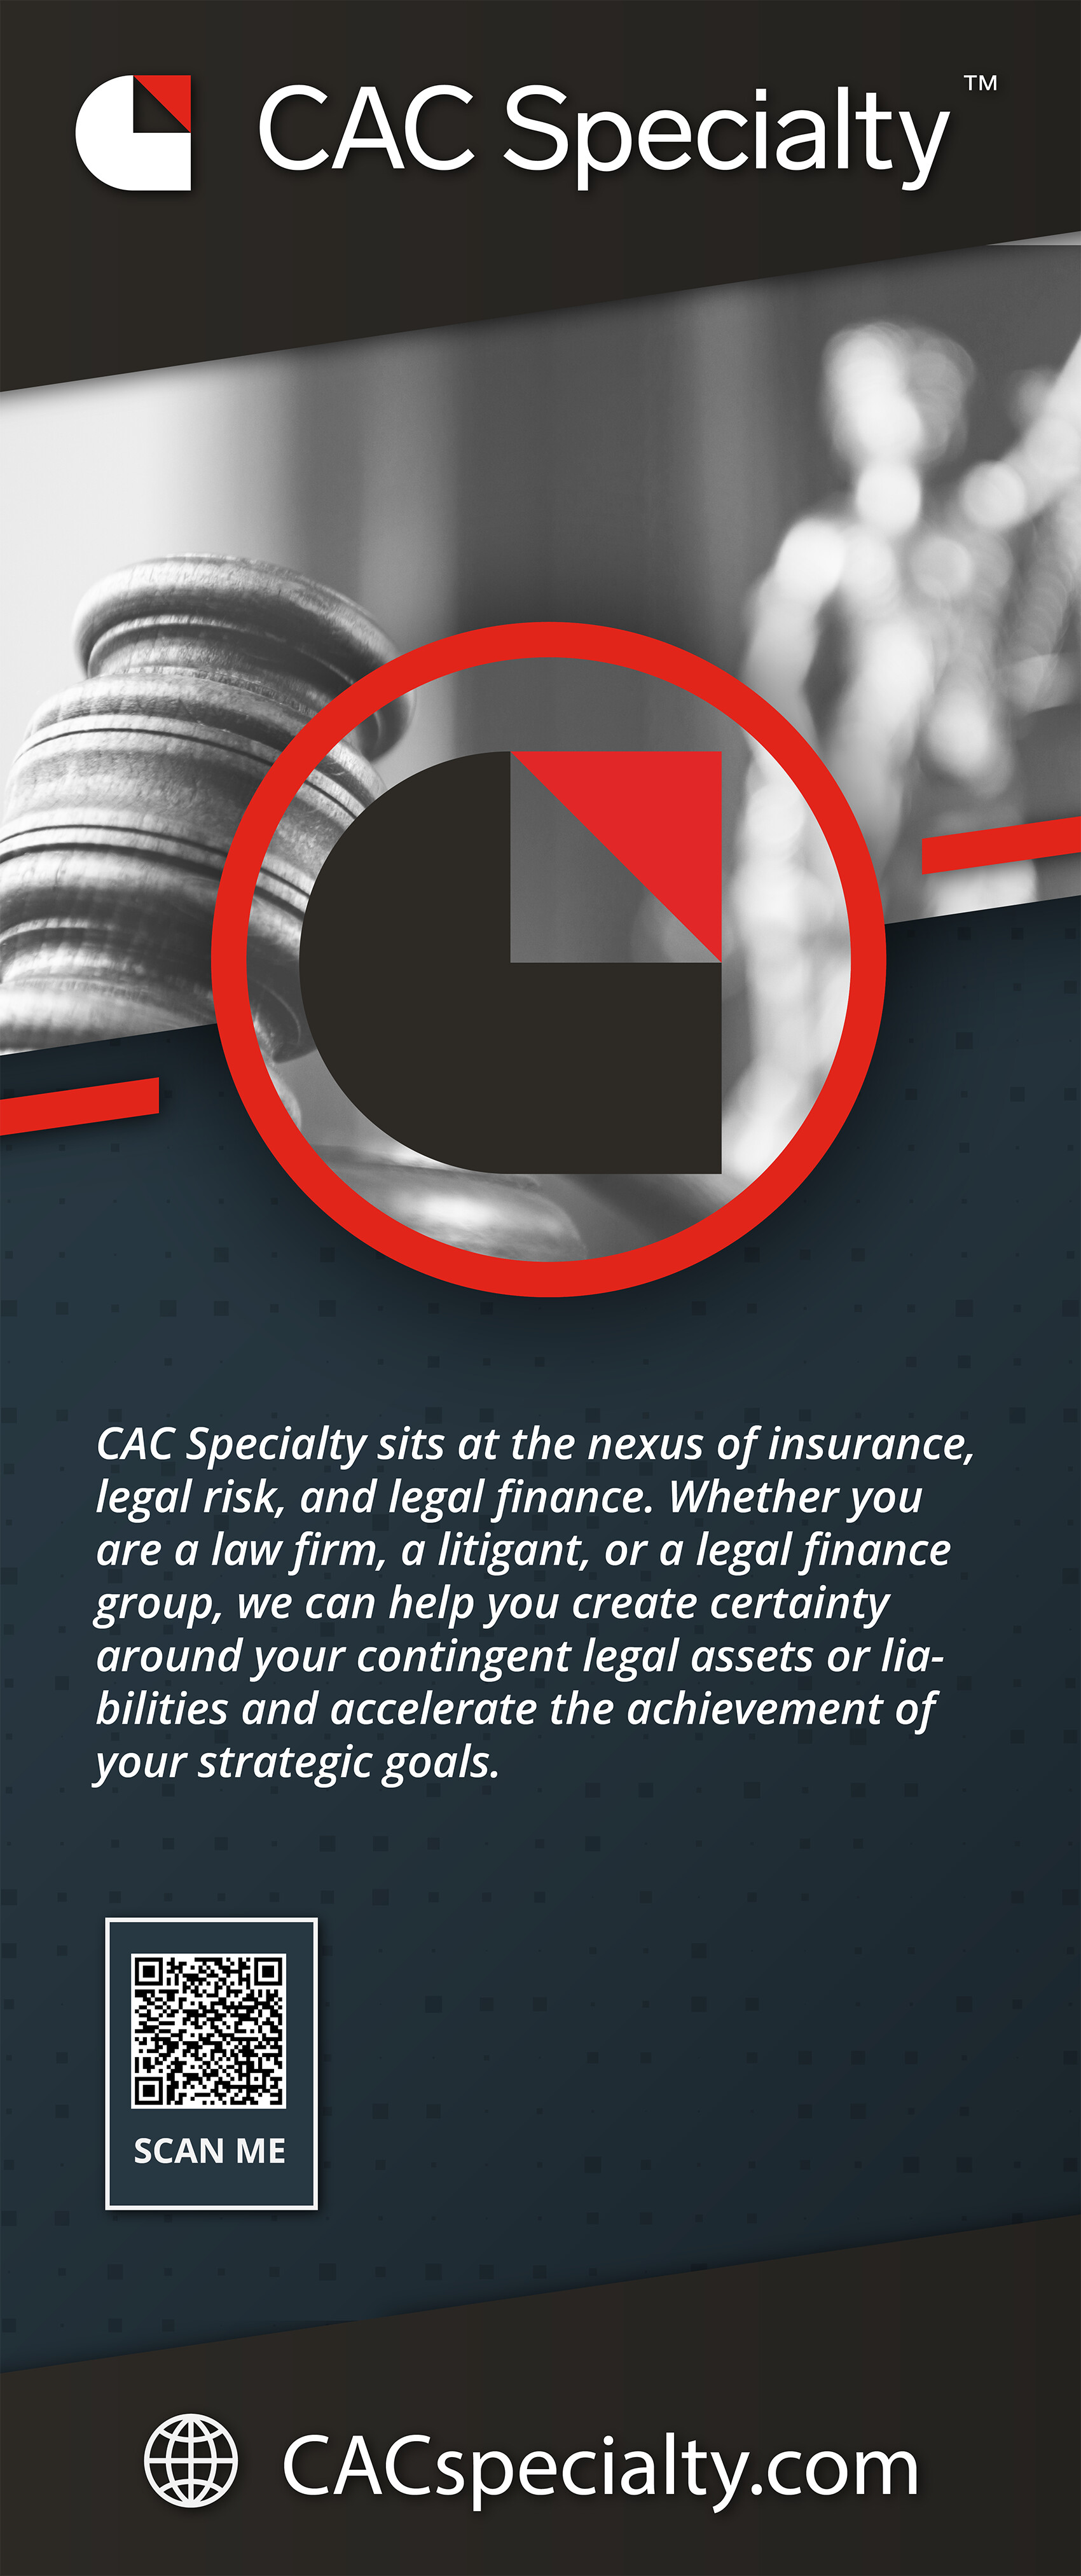 CAC Specialty™
CAC Specialty sits at the nexus of insurance,
legal risk, and legal finance. Whether you
are a law firm, a litigant, or a legal finance
group, we can help you create certainty
around your contingent legal assets or lia-
bilities and accelerate the achievement of
your strategic goals.
SCAN ME
CACspecialty.com